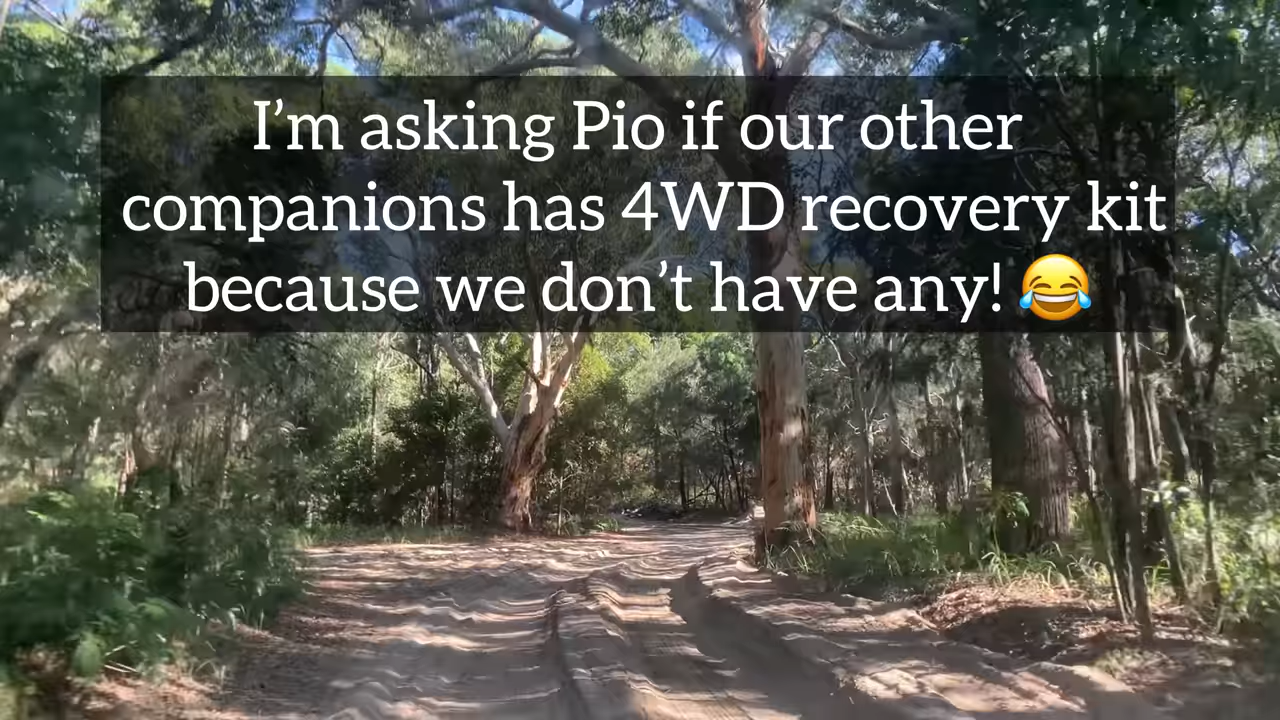 I’m asking Pio if our other
companions has 4WD recovery kit
because we don’t have any! 😂